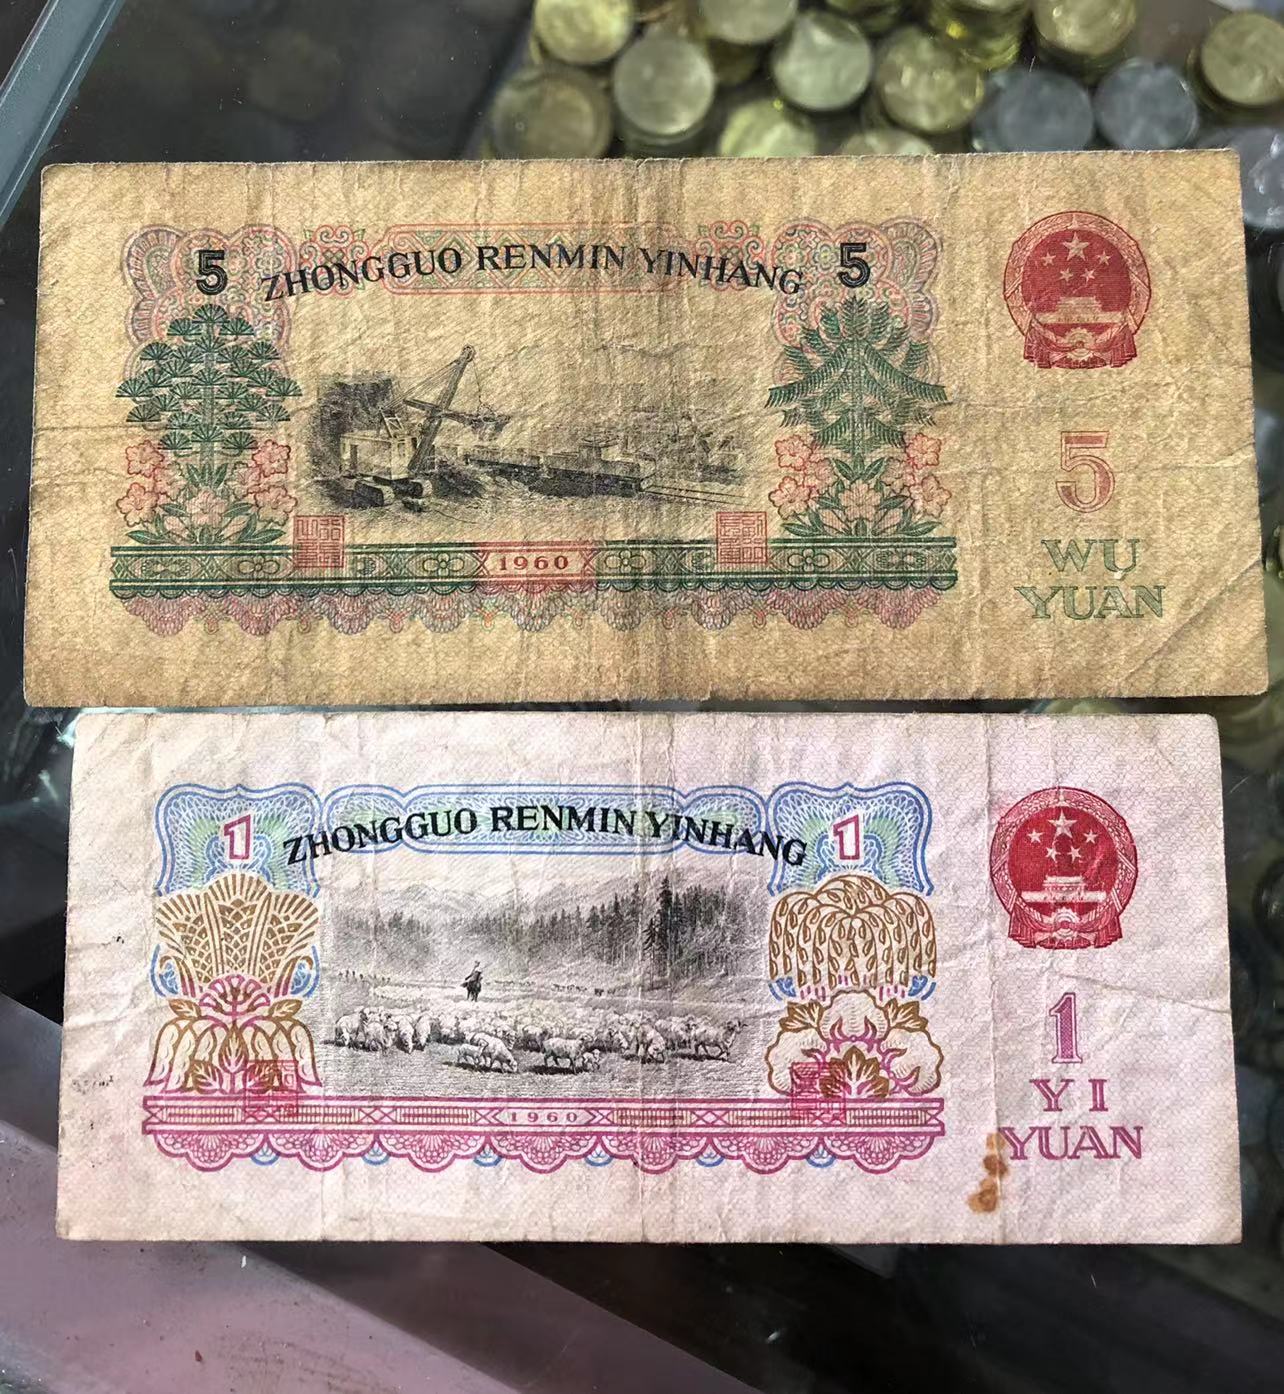 5 ZHONGGUO RENMIN YINHANG 5
5
1960
WU
YUAN
1 ZHONGGUO RENMIN YINHANG 1
1
YI
1960
YUAN